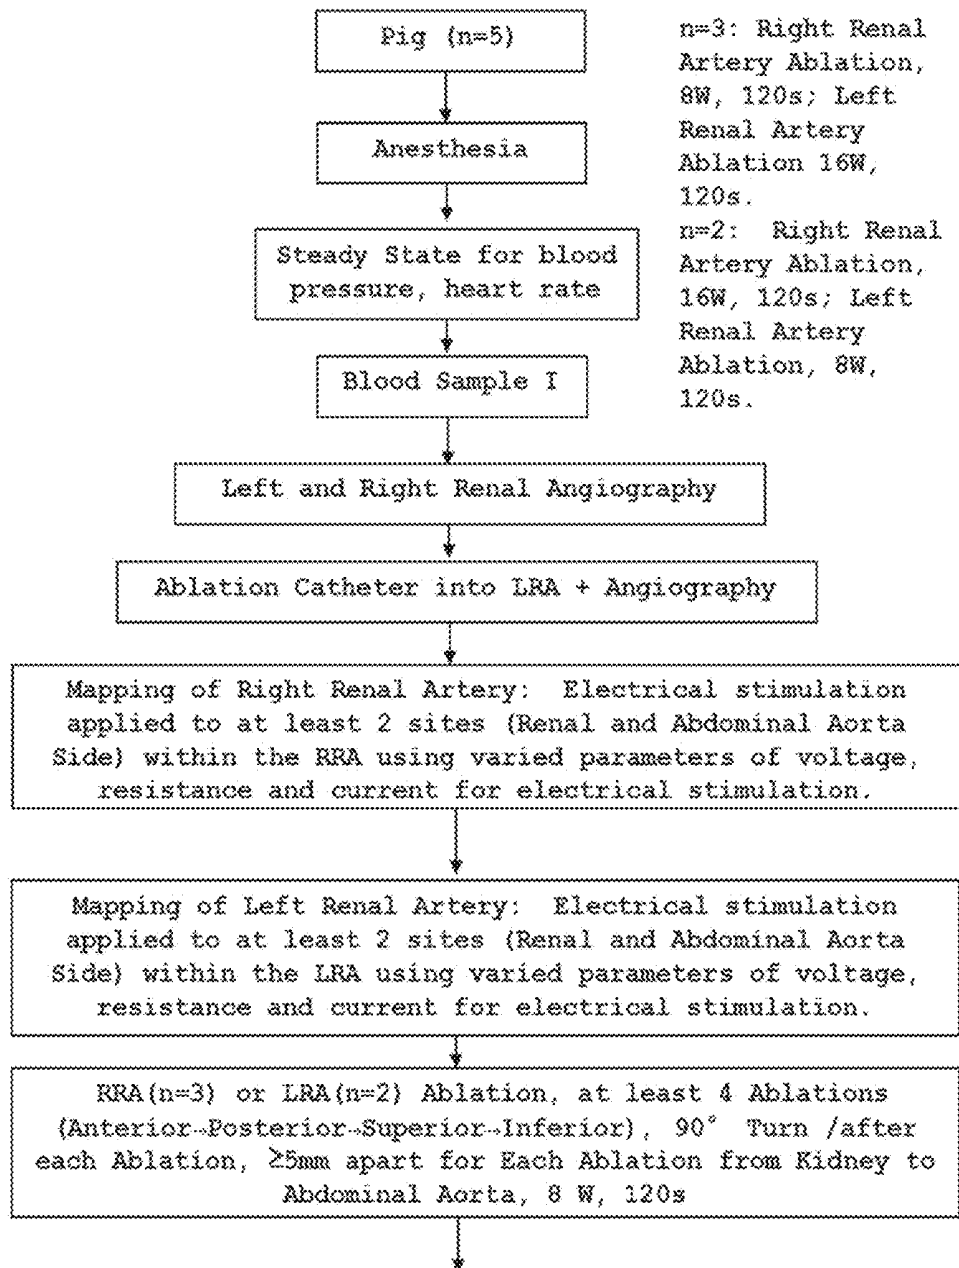 Pig (n=5)
n=3: Right Renal
Artery Ablation,
8W, 120s; Left
Renal Artery
Ablation 16W,
120s.
n=2: Right Renal
Artery Ablation,
16W, 120s; Left
Renal Artery
Ablation, 8W,
120s.
Anesthesia
Steady State for blood
pressure, heart rate
Blood Sample I
Left and Right Renal Angiography
Ablation Catheter into LRA + Angiography
Mapping of Right Renal Artery: Electrical stimulation
applied to at least 2 sites (Renal and Abdominal Aorta
Side) within the RRA using varied parameters of voltage,
resistance and current for electrical stimulation.
Mapping of Left Renal Artery: Electrical stimulation
applied to at least 2 sites (Renal and Abdominal Aorta
Side) within the LRA using varied parameters of voltage,
resistance and current for electrical stimulation.
RRA(n=3) or LRA(n=2) Ablation, at least 4 Ablations
(Anterior→Posterior→Superior→Inferior), 90° Turn /after
each Ablation, ≥5mm apart for Each Ablation from Kidney to
Abdominal Aorta, 8 W, 120s